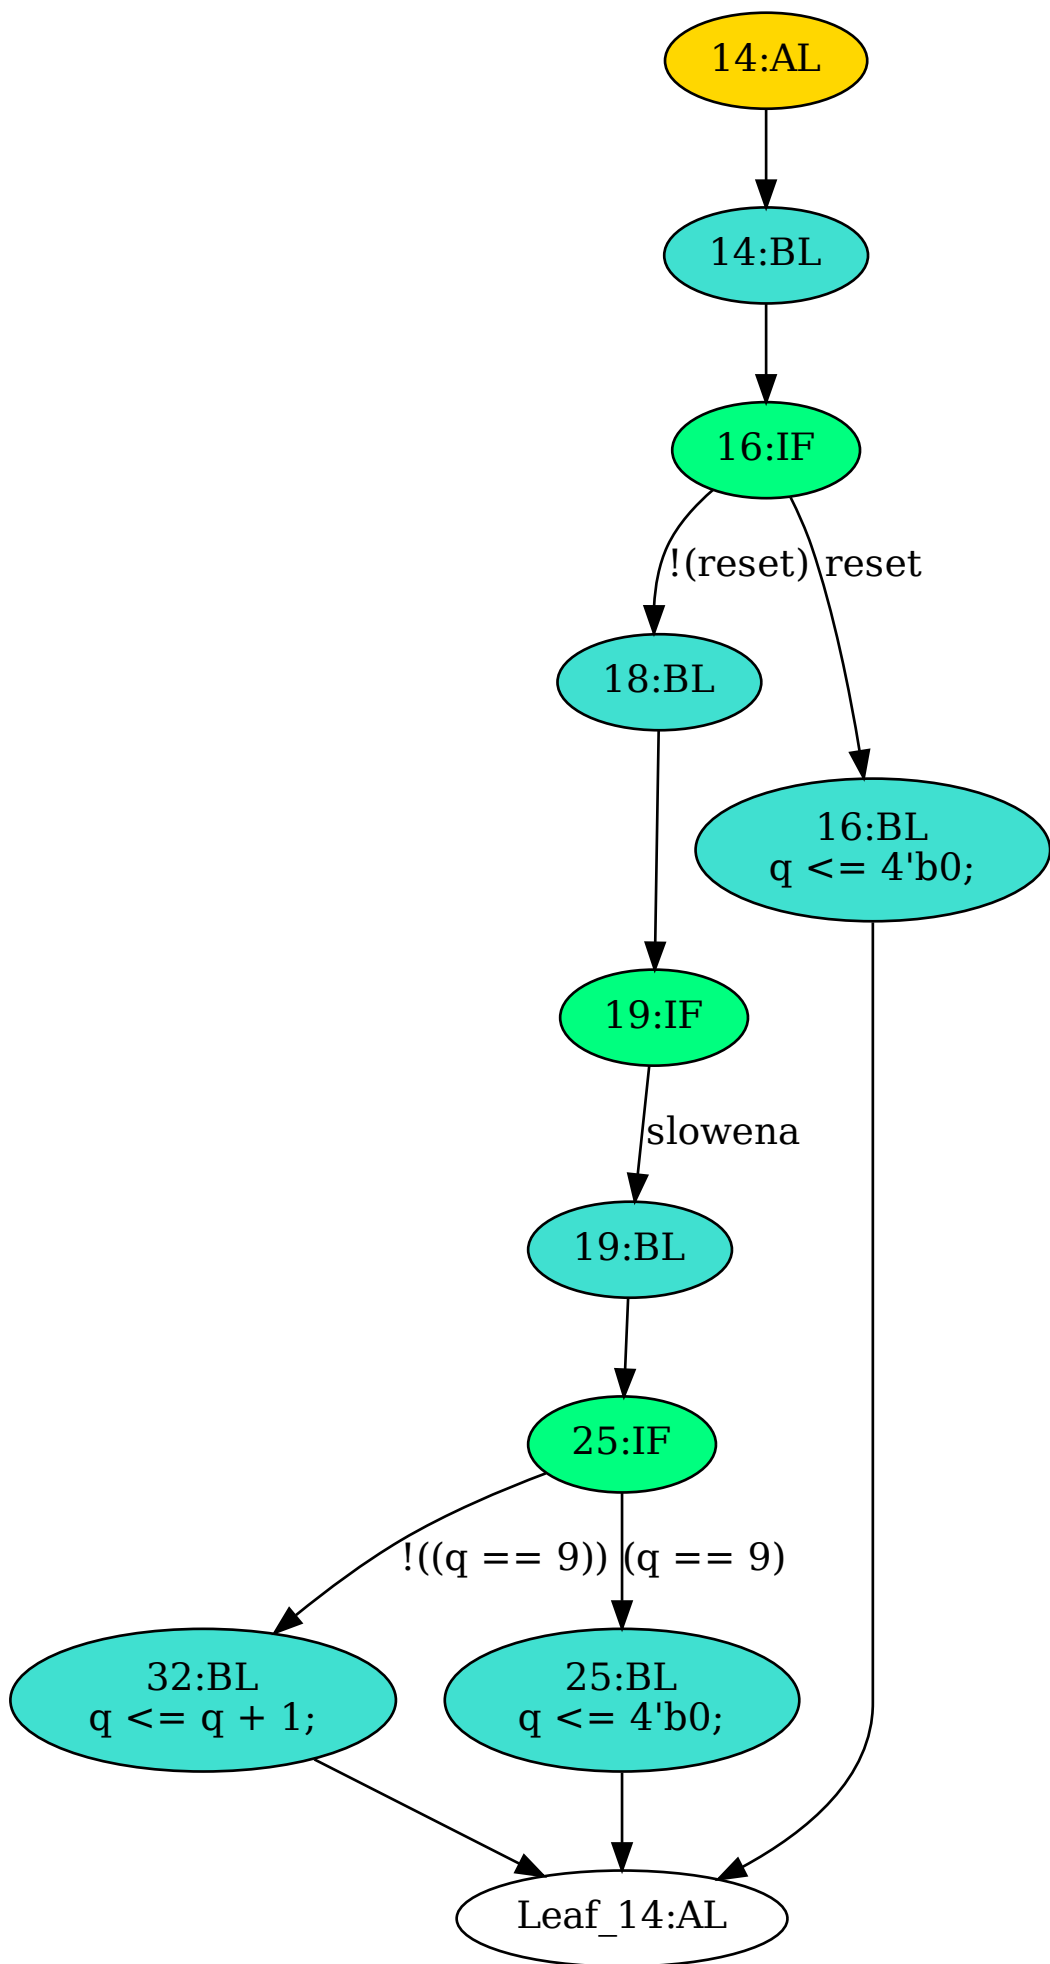 14:AL
14:BL
16:IF
!(reset)
reset
18:BL
16:BL
q <= 4'b0;
19:IF
slowena
19:BL
25:IF
!((q == 9))
(q == 9)
32:BL
q <= q + 1;
25:BL
q <= 4'b0;
Leaf_14:AL